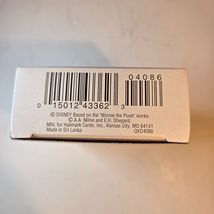 04086
0 15012 43362 3
© DISNEY Based on the "Winnie the Pooh" works.
© A.A. Milne and E.H. Shepard.
Mfd. for Hallmark Cards, Inc., Kansas City, MO 64141
Made in Sri Lanka QXD4086